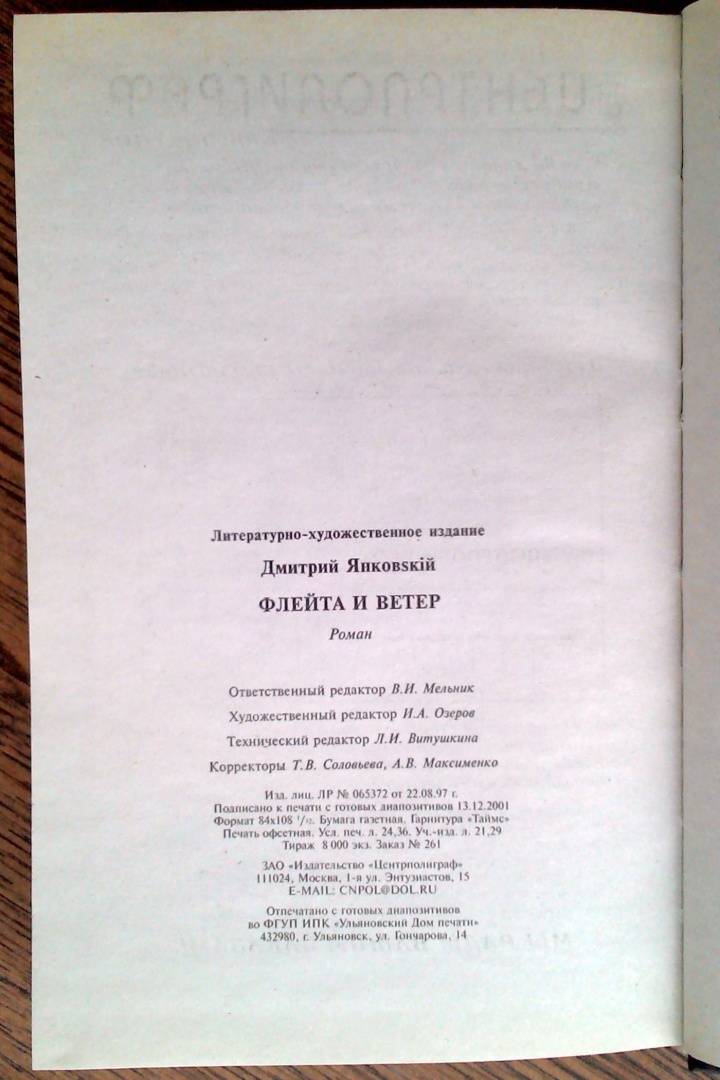 Литературно-художественное издание
Дмитрий Янковskій
ФЛЕЙТА И ВЕТЕР
Роман
Ответственный редактор В.И. Мельник
Художественный редактор И.А. Озеров
Технический редактор Л.И. Витушкина
Корректоры Т.В. Соловьева, А.В. Максименко
Изд. лиц. ЛР № 065372 от 22.08.97 г.
Подписано к печати с готовых диапозитивов 13.12.2001
Формат 84х108 1/32. Бумага газетная. Гарнитура «Таймс»
Печать офсетная. Усл. печ. л. 24,36. Уч.-изд. л. 21,29
Тираж 8 000 экз. Заказ № 261
ЗАО «Издательство «Центрполиграф»
111024, Москва, 1-я ул. Энтузиастов, 15
E-MAIL: CNPOL@DOL.RU
Отпечатано с готовых диапозитивов
во ФГУП ИПК «Ульяновский Дом печати»
432980, г. Ульяновск, ул. Гончарова, 14